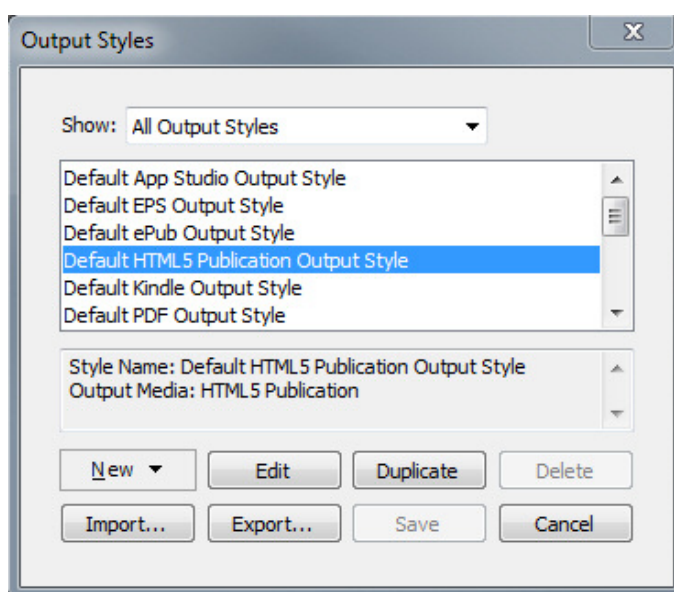 Output Styles
Show: All Output Styles
Default App Studio Output Style
Default EPS Output Style
Default ePub Output Style
Default HTML5 Publication Output Style
Default Kindle Output Style
Default PDF Output Style
Style Name: Default HTML5 Publication Output Style
Output Media: HTML5 Publication
New Edit Duplicate Delete
Import... Export... Save Cancel